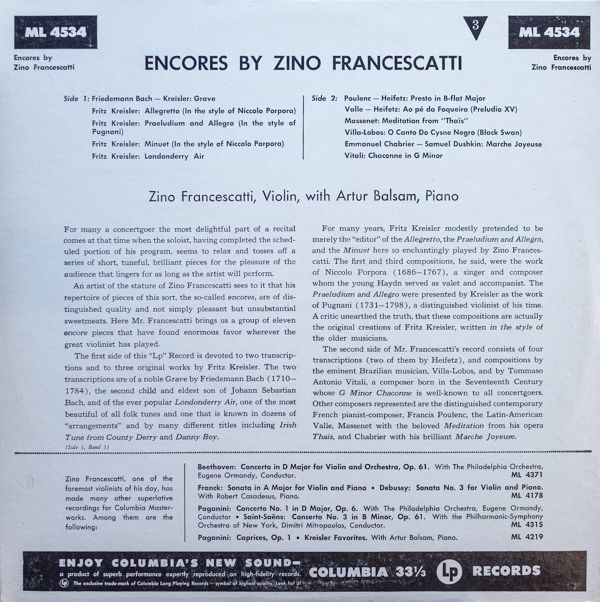 ML 4534
3
ML 4534
Encores by
Zino Francescatti
ENCORES BY ZINO FRANCESCATTI
Encores by
Zino Francescatti
Side 1: Friedemann Bach — Kreisler: Grave
Fritz Kreisler: Allegretto (In the style of Niccolo Porpora)
Fritz Kreisler: Praeludium and Allegro (In the style of
Pugnani)
Fritz Kreisler: Minuet (In the style of Niccolo Porpora)
Fritz Kreisler: Londonderry Air
Side 2: Poulenc — Heifetz: Presto in B-flat Major
Valle — Heifetz: Ao pé da Foqueira (Preludio XV)
Massenet: Meditation from "Thaïs"
Villa-Lobos: O Canto Do Cysne Negro (Black Swan)
Emmanuel Chabrier — Samuel Dushkin: Marche Joyeuse
Vitali: Chaconne in G Minor
Zino Francescatti, Violin, with Artur Balsam, Piano
For many a concertgoer the most delightful part of a recital
comes at that time when the soloist, having completed the sched-
uled portion of his program, seems to relax and tosses off a
series of short, tuneful, brilliant pieces for the pleasure of the
audience that lingers for as long as the artist will perform.
An artist of the stature of Zino Francescatti sees to it that his
repertoire of pieces of this sort, the so-called encores, are of dis-
tinguished quality and not simply pleasant but unsubstantial
sweetmeats. Here Mr. Francescatti brings us a group of eleven
encore pieces that have found enormous favor wherever the
great violinist has played.
The first side of this "Lp" Record is devoted to two transcrip-
tions and to three original works by Fritz Kreisler. The two
transcriptions are of a noble Grave by Friedemann Bach (1710–
1784), the second child and eldest son of Johann Sebastian
Bach, and of the ever popular Londonderry Air, one of the most
beautiful of all folk tunes and one that is known in dozens of
"arrangements" and by many different titles including Irish
Tune from County Derry and Danny Boy.
(Side 1, Band 5)
For many years, Fritz Kreisler modestly pretended to be
merely the "editor" of the Allegretto, the Praeludium and Allegro,
and the Minuet here so enchantingly played by Zino Frances-
catti. The first and third compositions, he said, were the work
of Niccolo Porpora (1686–1767), a singer and composer
whom the young Haydn served as valet and accompanist. The
Praeludium and Allegro were presented by Kreisler as the work
of Pugnani (1731–1798), a distinguished violinist of his time.
A critic unearthed the truth, that these compositions are actually
the original creations of Fritz Kreisler, written in the style of
the older musicians.
The second side of Mr. Francescatti's record consists of four
transcriptions (two of them by Heifetz), and compositions by
the eminent Brazilian musician, Villa-Lobos, and by Tommaso
Antonio Vitali, a composer born in the Seventeenth Century
whose G Minor Chaconne is well-known to all concertgoers.
Other composers represented are the distinguished contemporary
French pianist-composer, Francis Poulenc, the Latin-American
Valle, Massenet with the beloved Meditation from his opera
Thais, and Chabrier with his brilliant Marche Joyeuse.
Zino Francescatti, one of the
foremost violinists of his day, has
made many other superlative
recordings for Columbia Master-
works. Among them are the
following:
Beethoven: Concerto in D Major for Violin and Orchestra, Op. 61. With The Philadelphia Orchestra,
Eugene Ormandy, Conductor. ML 4371
Franck: Sonata in A Major for Violin and Piano • Debussy: Sonata No. 3 for Violin and Piano.
With Robert Casadesus, Piano. ML 4178
Paganini: Concerto No. 1 in D Major, Op. 6. With The Philadelphia Orchestra, Eugene Ormandy,
Conductor • Saint-Saëns: Concerto No. 3 in B Minor, Op. 61. With the Philharmonic-Symphony
Orchestra of New York, Dimitri Mitropoulos, Conductor. ML 4315
Paganini: Caprices, Op. 1 • Kreisler Favorites. With Artur Balsam, Piano. ML 4219
ENJOY COLUMBIA'S NEW SOUND—
a product of superb performance expertly reproduced on high-fidelity records.
The exclusive trade-mark of Columbia Long Playing Records — symbol of highest quality. Look for it!
COLUMBIA 33⅓ LP RECORDS